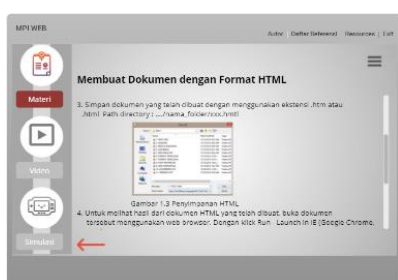 MPI WEB
Autor | Daftar Referensi | Resources | Exit
Materi
Video
Simulasi
Membuat Dokumen dengan Format HTML
3. Simpan dokumen yang telah dibuat dengan menggunakan ekstensi .htm atau
.html. Path directory : .../nama_folder/xxx.html
Gambar 1.3 Penyimpanan HTML
4. Untuk melihat hasil dari dokumen HTML yang telah dibuat, buka dokumen
tersebut menggunakan web browser. Dengan klick Run - Launch in IE (Google Chrome,